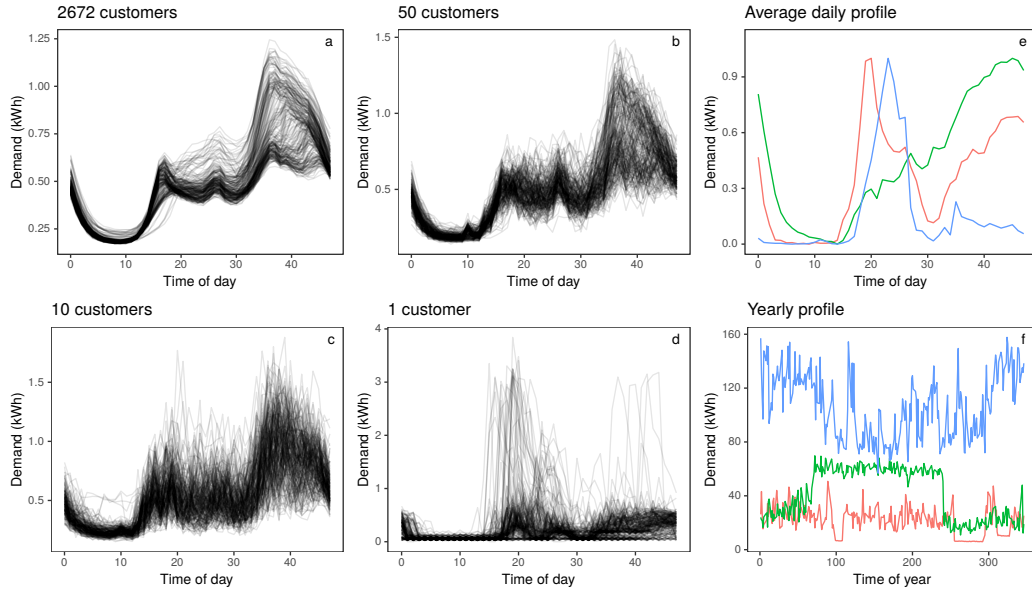 2672 customers
a
Demand (kWh)
1.25
1.00
0.75
0.50
0.25
0 10 20 30 40
Time of day
50 customers
b
Demand (kWh)
1.5
1.0
0.5
0 10 20 30 40
Time of day
Average daily profile
e
Demand (kWh)
0.9
0.6
0.3
0.0
0 10 20 30 40
Time of day
10 customers
c
Demand (kWh)
1.5
1.0
0.5
0 10 20 30 40
Time of day
1 customer
d
Demand (kWh)
4
3
2
1
0
0 10 20 30 40
Time of day
Yearly profile
f
Demand (kWh)
160
120
80
40
0
0 100 200 300
Time of year